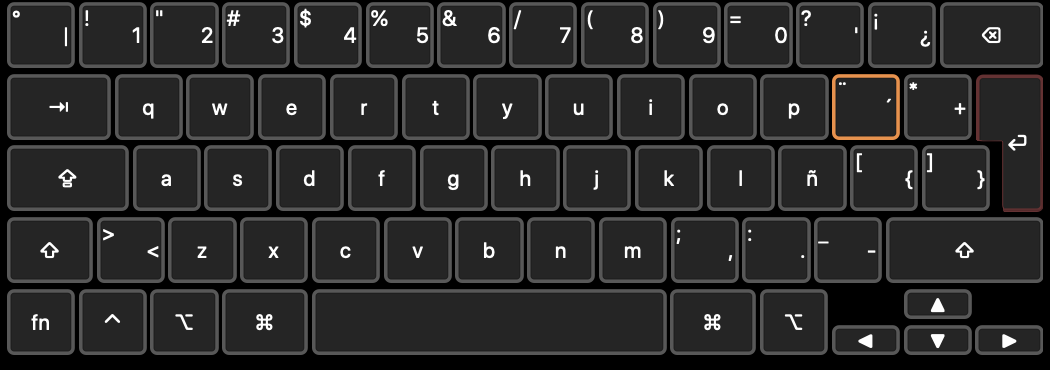 ° | ! 1 " 2 # 3 $ 4 % 5 & 6 / 7 ( 8 ) 9 = 0 ? ' ¡ ¿ ⌫
⇥ q w e r t y u i o p ¨ ´ * + ↩
⇪ a s d f g h j k l ñ [ { ] }
⇧ > < z x c v b n m ; , : . _ - ⇧
fn ⌃ ⌥ ⌘ ⌘ ⌥ ▲
◀ ▼ ▶